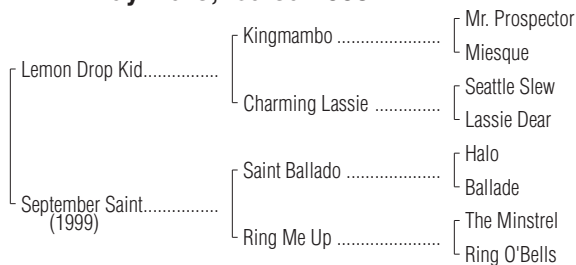 Mr. Prospector
Kingmambo ....................
Miesque
Lemon Drop Kid................
Seattle Slew
Charming Lassie ..............
Lassie Dear
Halo
Saint Ballado ....................
Ballade
September Saint................
(1999)
The Minstrel
Ring Me Up ....................
Ring O'Bells